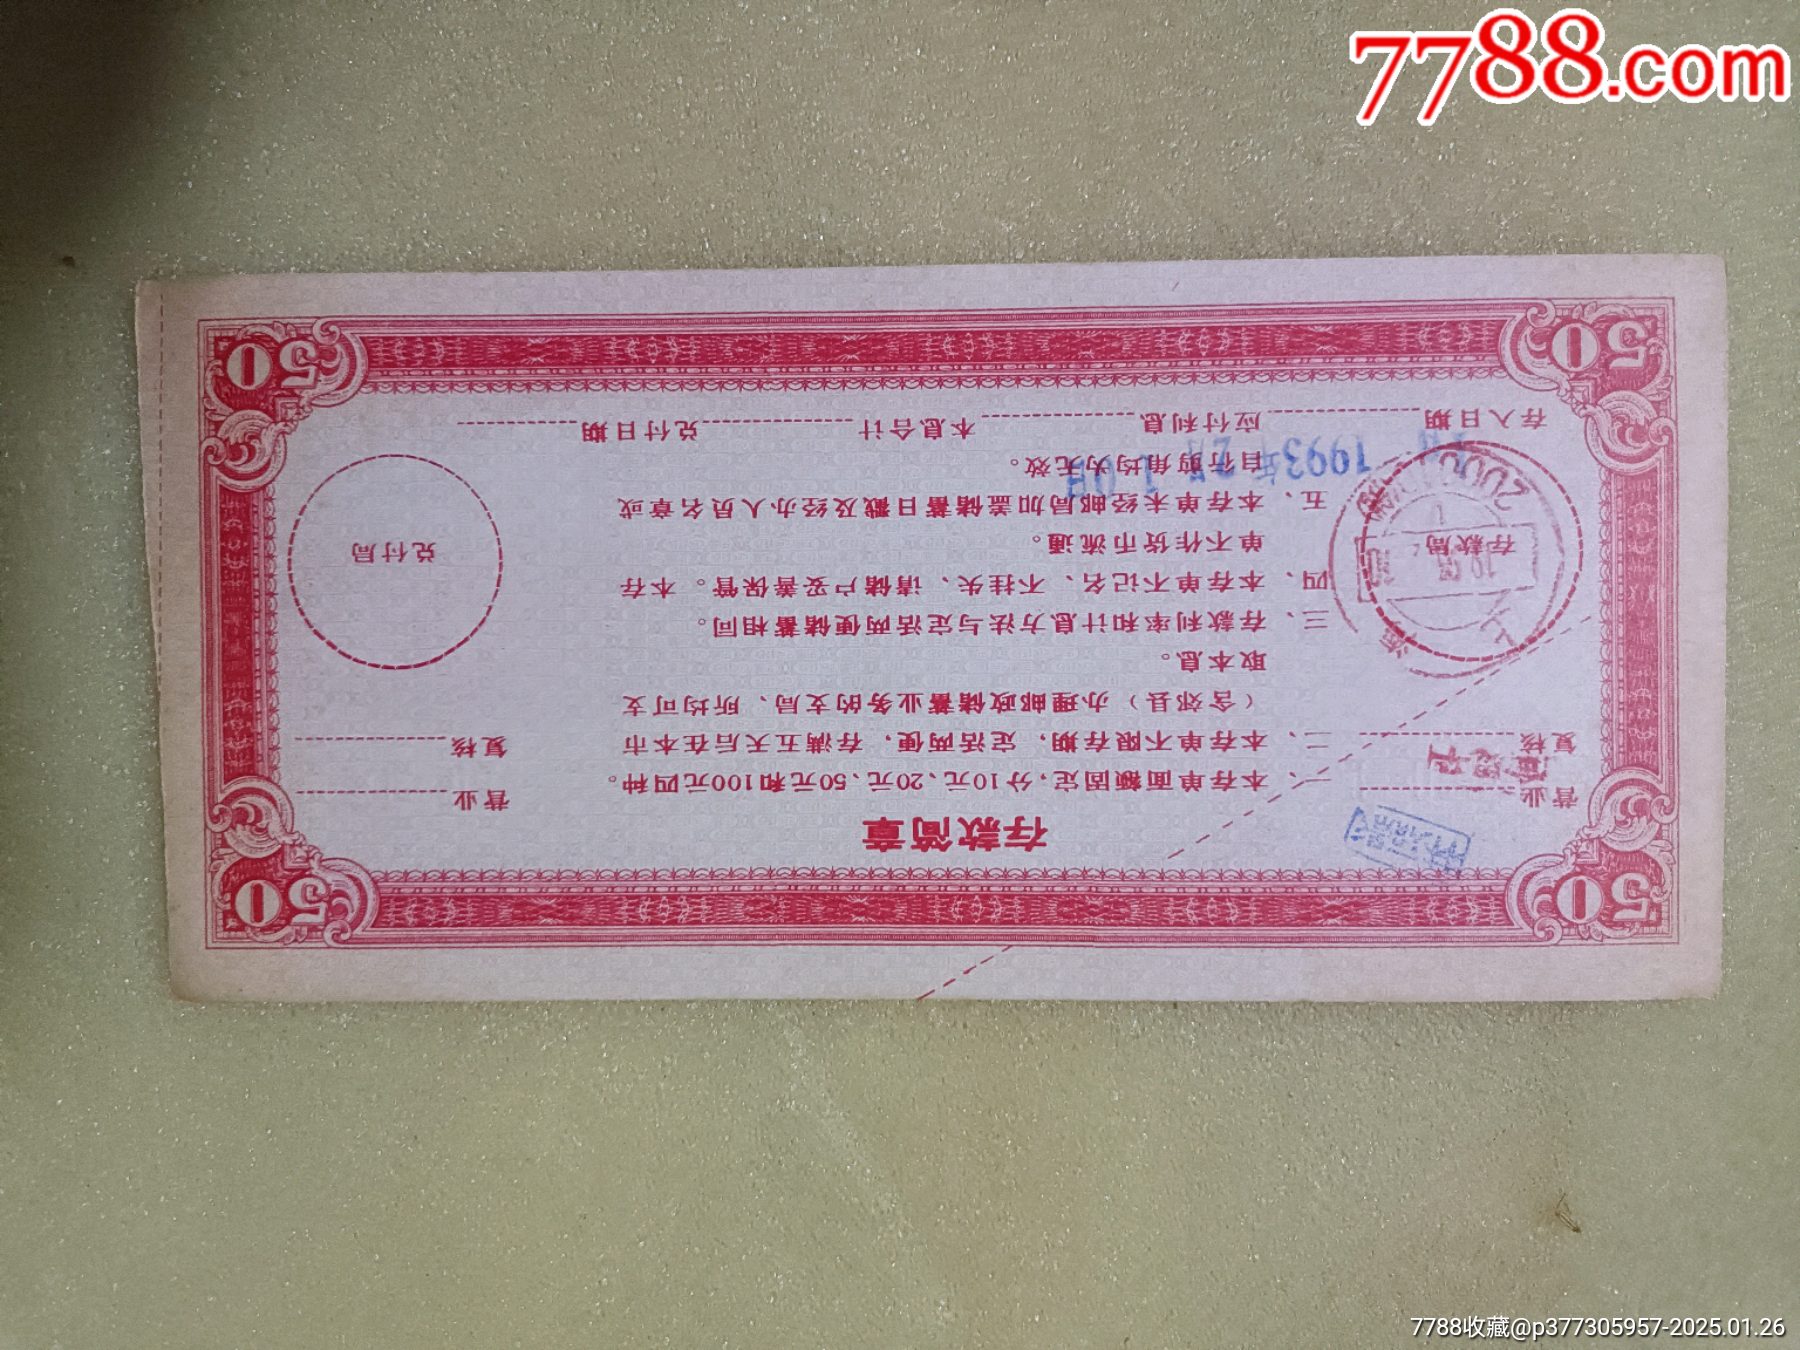 7788.com
50
50
存款简章
一、本存单面额固定，分10元、20元、50元和100元四种。
二、本存单不限存期，定活两便，存满五天后在本市
（含郊县）办理邮政储蓄业务的支局、所均可支
取本息。
三、存款利率和计息方法与定活两便储蓄相同。
四、本存单不记名、不挂失、请储户妥善保管。本存
单不作货币流通。
五、本存单未经邮局加盖储蓄日戳及经办人员名章或
自行剪角均为无效。
营业
复核
存款局
上海
营业
复核
兑付局
1993年2月10日
存入日期
应付利息
本息合计
兑付日期
50
50
7788收藏@p377305957-2025.01.26